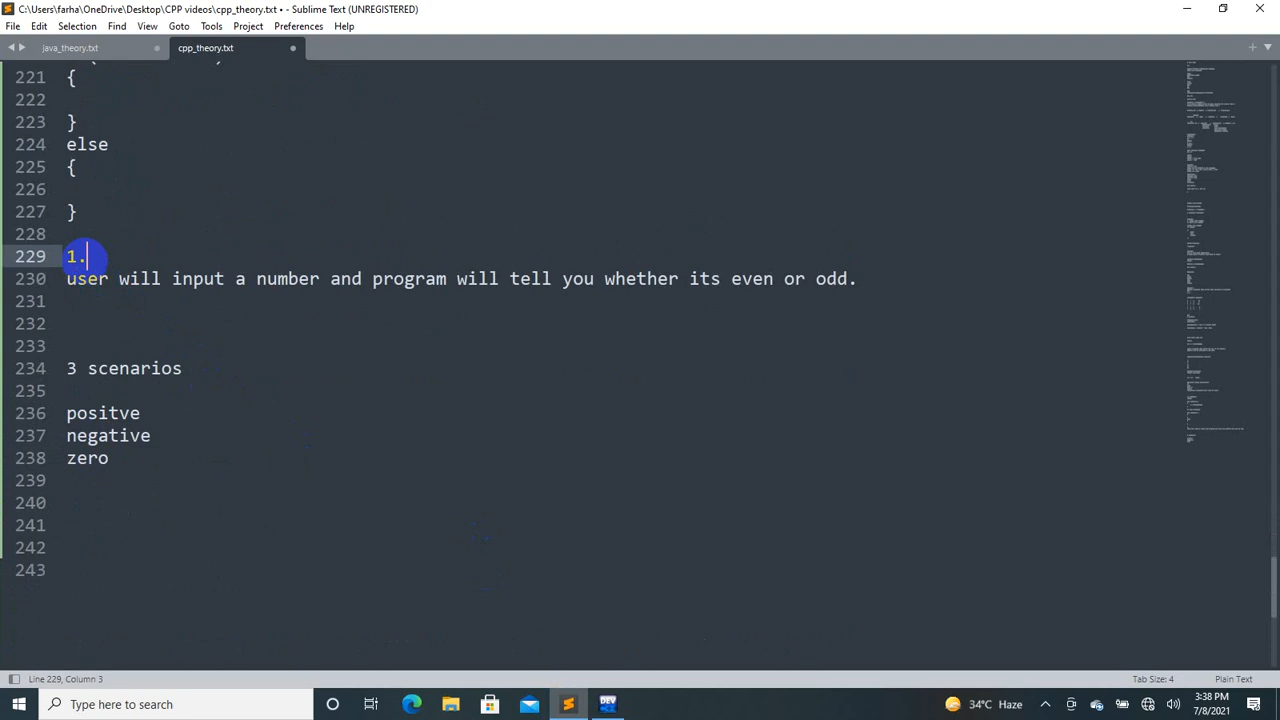 C:\Users\farha\OneDrive\Desktop\CPP videos\cpp_theory.txt • - Sublime Text (UNREGISTERED)
File Edit Selection Find View Goto Tools Project Preferences Help
java_theory.txt cpp_theory.txt
221 {
222
223 }
224 else
225 {
226
227 }
228
229 1.
230 user will input a number and program will tell you whether its even or odd.
231
232
233
234 3 scenarios
235
236 positve
237 negative
238 zero
239
240
241
242
243
Line 229, Column 3 Tab Size: 4 Plain Text
Type here to search DEV 34°C Haze 3:38 PM
7/8/2021